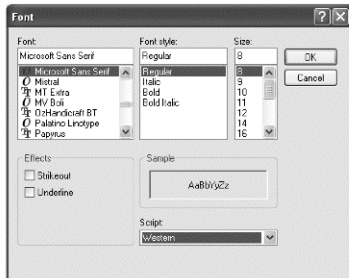 Font
Font: Font style: Size:
Microsoft Sans Serif Regular 8
Microsoft Sans Serif Regular 8
Mistral Italic 9
MT Extra Bold 10
MV Boli Bold Italic 11
OzHandicraft BT 12
Palatino Linotype 14
Papyrus 16
OK
Cancel
Effects
Strikeout
Underline
Sample
AaBbYyZz
Script:
Western